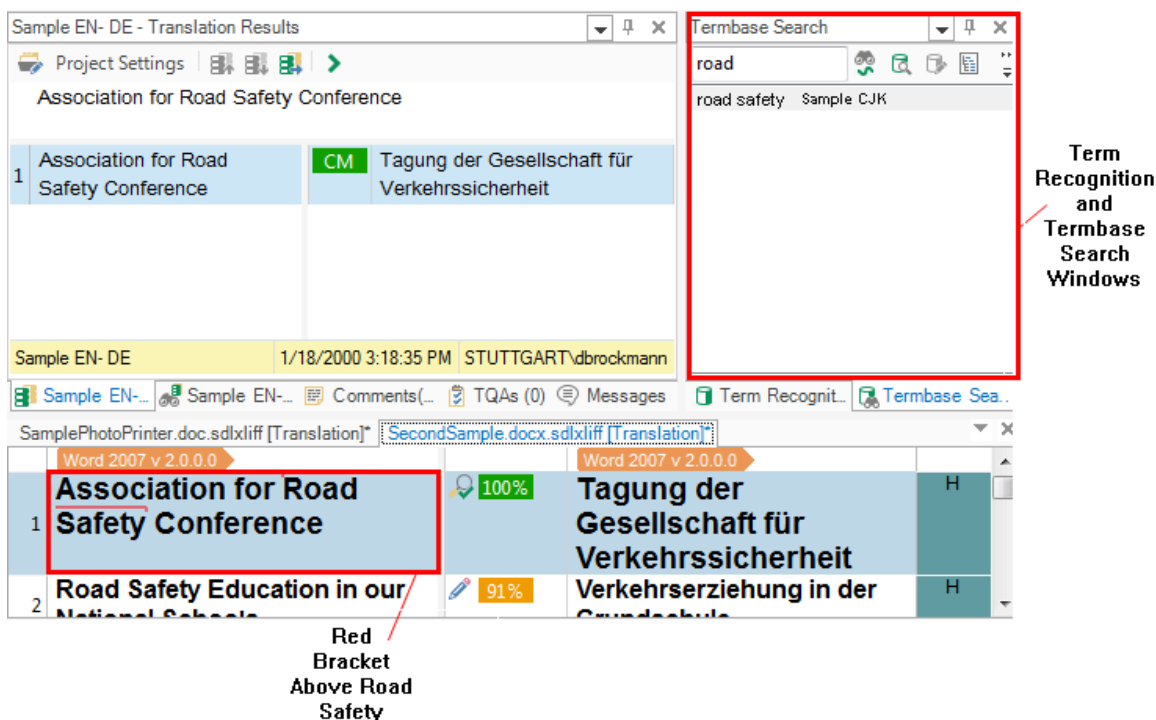 Sample EN- DE - Translation Results
Project Settings
Association for Road Safety Conference
1
Association for Road
Safety Conference
CM
Tagung der Gesellschaft für
Verkehrssicherheit
Sample EN- DE
1/18/2000 3:18:35 PM
STUTTGART\dbrockmann
Sample EN-...
Sample EN-...
Comments(...
TQAs (0)
Messages
Termbase Search
road
road safety Sample CJK
Term Recognit...
Termbase Sea..
Term
Recognition
and
Termbase
Search
Windows
SamplePhotoPrinter.doc.sdlxliff [Translation]*
SecondSample.docx.sdlxliff [Translation]*
Word 2007 v 2.0.0.0
Word 2007 v 2.0.0.0
1
Association for Road
Safety Conference
100%
Tagung der
Gesellschaft für
Verkehrssicherheit
H
2
Road Safety Education in our
National Schools
91%
Verkehrserziehung in der
Grundschule
H
Red
Bracket
Above Road
Safety